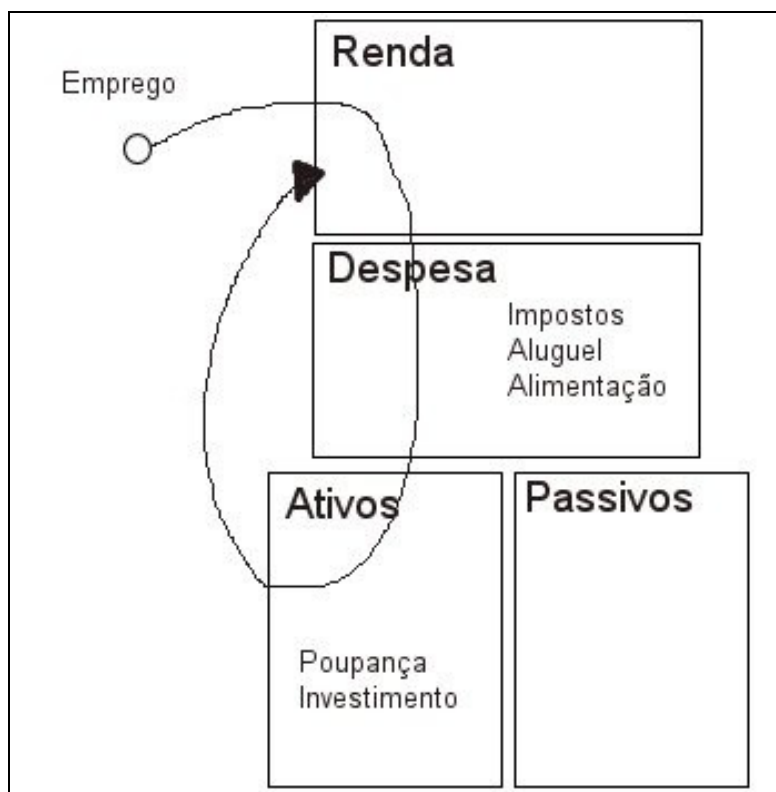 Emprego
Renda
Despesa
Impostos
Aluguel
Alimentação
Ativos
Passivos
Poupança
Investimento